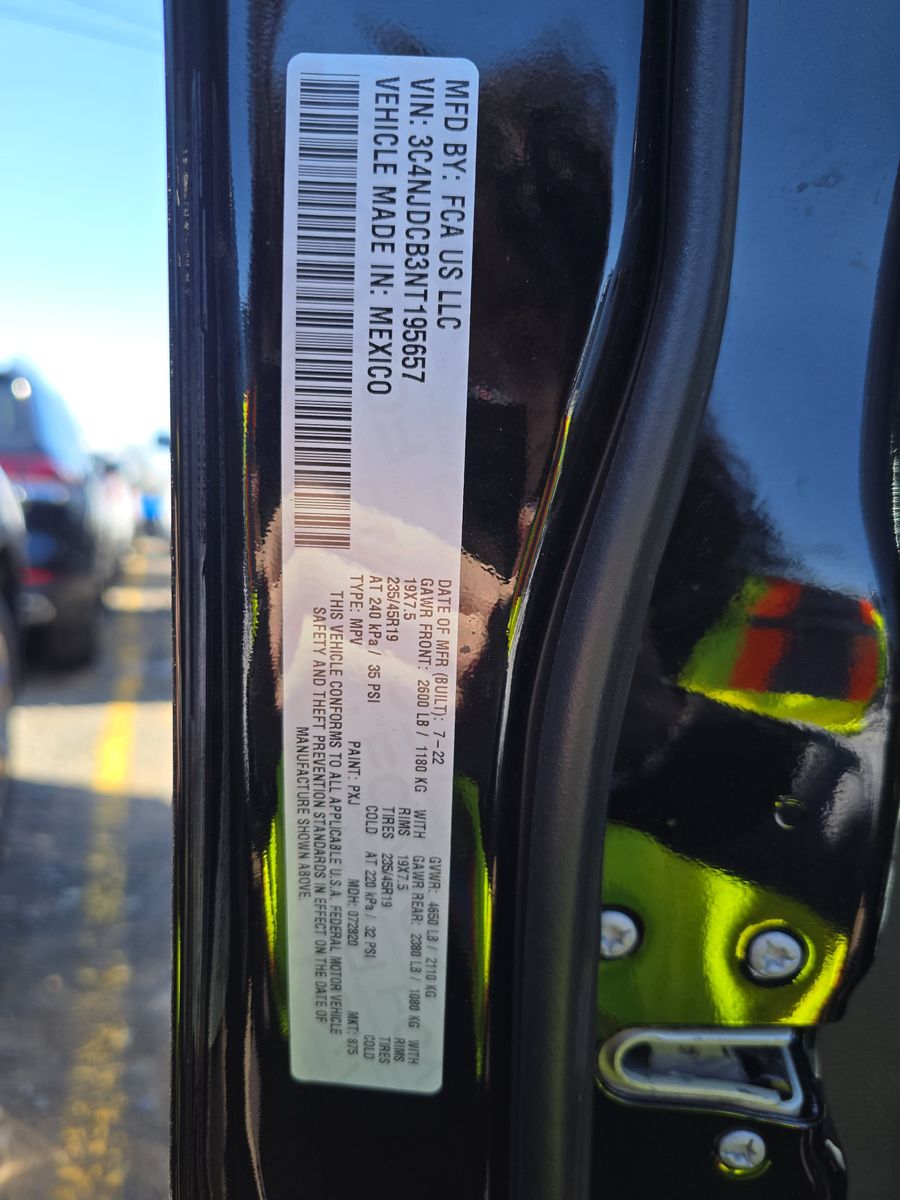 MFD BY: FCA US LLC
VIN: 3C4NJDCB3NT195657
VEHICLE MADE IN: MEXICO
DATE OF MFR (BUILT): 7-22 GVWR: 4650 LB / 2110 KG
GAWR FRONT: 2600 LB / 1180 KG WITH GAWR REAR: 2380 LB / 1080 KG WITH
19X7.5 RIMS 19X7.5 RIMS
235/45R19 TIRES 235/45R19 TIRES
AT 240 kPa / 35 PSI COLD AT 220 kPa / 32 PSI COLD
TYPE: MPV PAINT: PXJ MDH: 072820 MKT: 875
THIS VEHICLE CONFORMS TO ALL APPLICABLE U.S.A. FEDERAL MOTOR VEHICLE
SAFETY AND THEFT PREVENTION STANDARDS IN EFFECT ON THE DATE OF
MANUFACTURE SHOWN ABOVE.